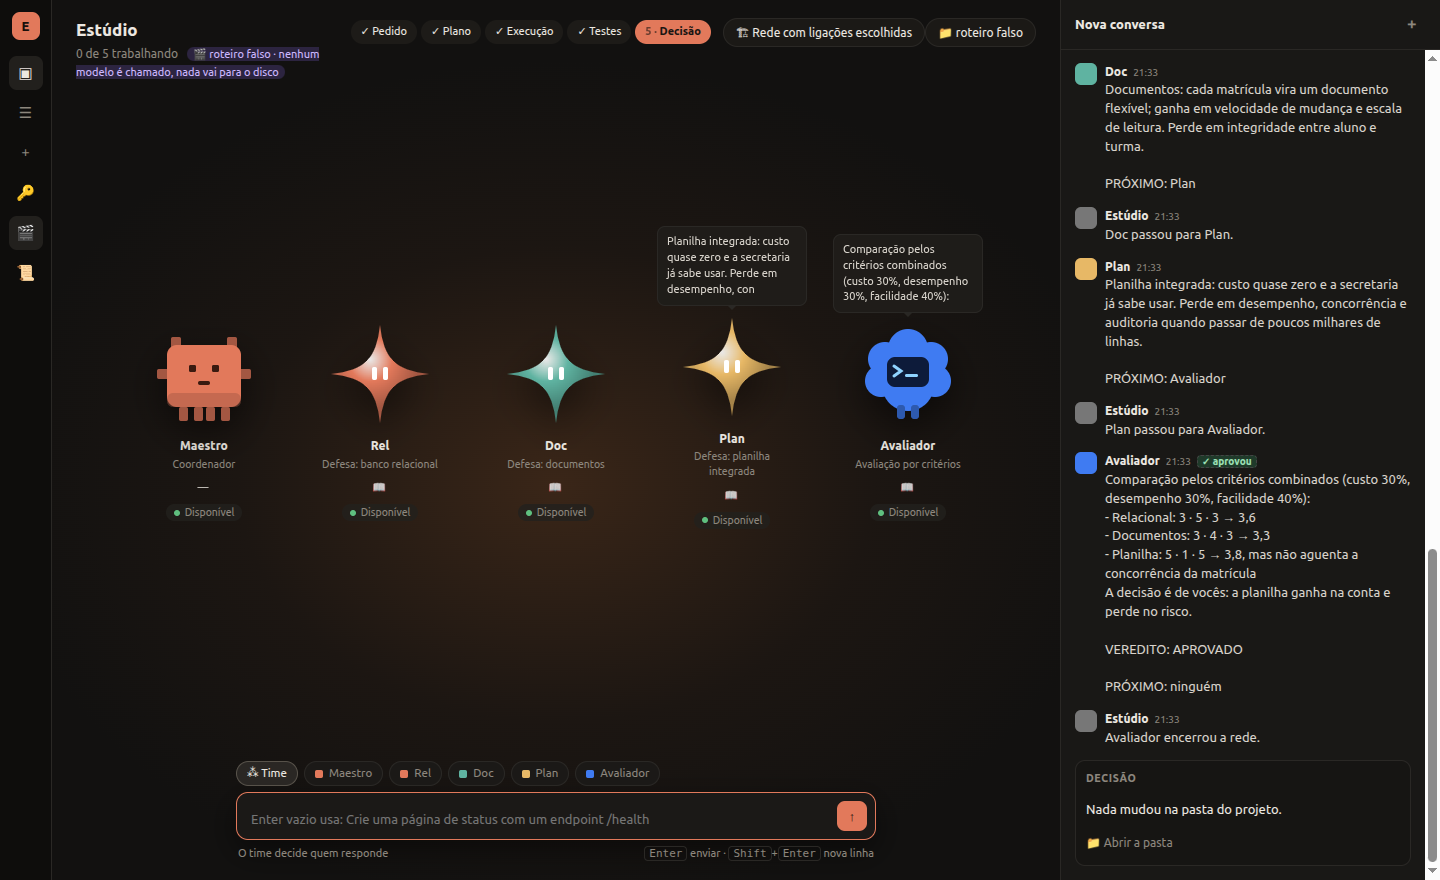 E
Estúdio
0 de 5 trabalhando
roteiro falso · nenhum
modelo é chamado, nada vai para o disco
✓ Pedido
✓ Plano
✓ Execução
✓ Testes
5 · Decisão
Rede com ligações escolhidas
roteiro falso
Planilha integrada: custo
quase zero e a secretaria
já sabe usar. Perde em
desempenho, con
Comparação pelos
critérios combinados
(custo 30%, desempenho
30%, facilidade 40%):
Maestro
Coordenador
—
Disponível
Rel
Defesa: banco relacional
Disponível
Doc
Defesa: documentos
Disponível
Plan
Defesa: planilha
integrada
Disponível
Avaliador
Avaliação por critérios
Disponível
Time
Maestro
Rel
Doc
Plan
Avaliador
Enter vazio usa: Crie uma página de status com um endpoint /health
↑
O time decide quem responde
Enter enviar · Shift+Enter nova linha
Nova conversa
+
Doc 21:33
Documentos: cada matrícula vira um documento
flexível; ganha em velocidade de mudança e escala
de leitura. Perde em integridade entre aluno e
turma.
PRÓXIMO: Plan
Estúdio 21:33
Doc passou para Plan.
Plan 21:33
Planilha integrada: custo quase zero e a secretaria
já sabe usar. Perde em desempenho, concorrência e
auditoria quando passar de poucos milhares de
linhas.
PRÓXIMO: Avaliador
Estúdio 21:33
Plan passou para Avaliador.
Avaliador 21:33 ✓ aprovou
Comparação pelos critérios combinados (custo 30%,
desempenho 30%, facilidade 40%):
- Relacional: 3 · 5 · 3 → 3,6
- Documentos: 3 · 4 · 3 → 3,3
- Planilha: 5 · 1 · 5 → 3,8, mas não aguenta a
concorrência da matrícula
A decisão é de vocês: a planilha ganha na conta e
perde no risco.
VEREDITO: APROVADO
PRÓXIMO: ninguém
Estúdio 21:33
Avaliador encerrou a rede.
DECISÃO
Nada mudou na pasta do projeto.
Abrir a pasta